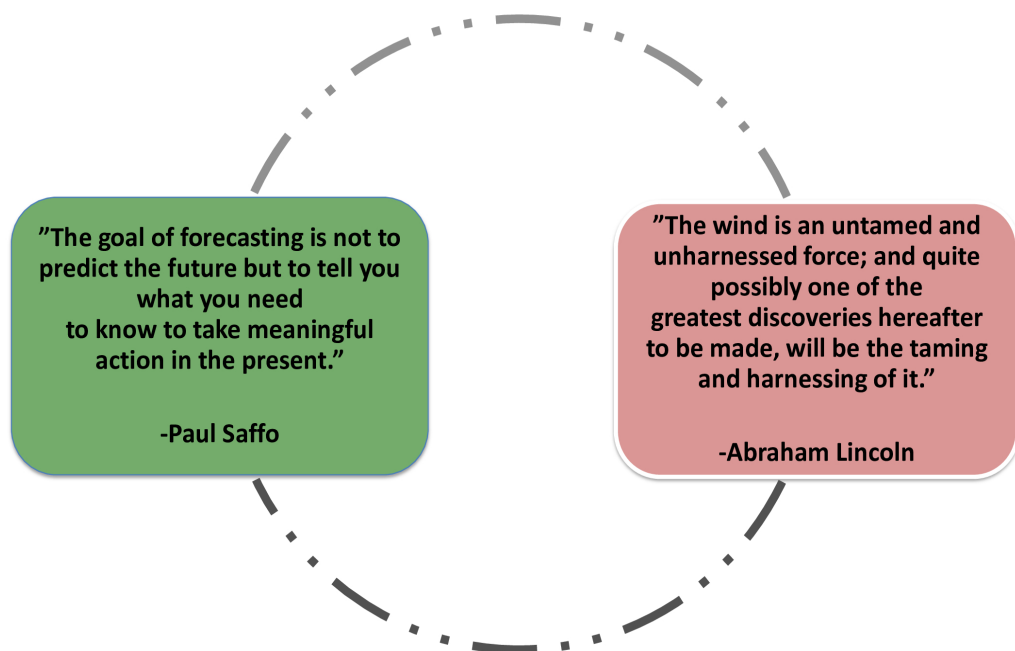 ”The goal of forecasting is not to
predict the future but to tell you
what you need
to know to take meaningful
action in the present.”
-Paul Saffo
”The wind is an untamed and
unharnessed force; and quite
possibly one of the
greatest discoveries hereafter
to be made, will be the taming
and harnessing of it.”
-Abraham Lincoln